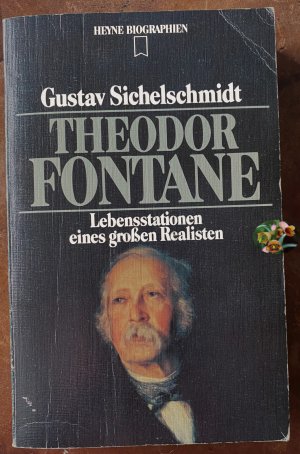 HEYNE BIOGRAPHIEN
Gustav Sichelschmidt
THEODOR
FONTANE
Lebensstationen
eines großen Realisten